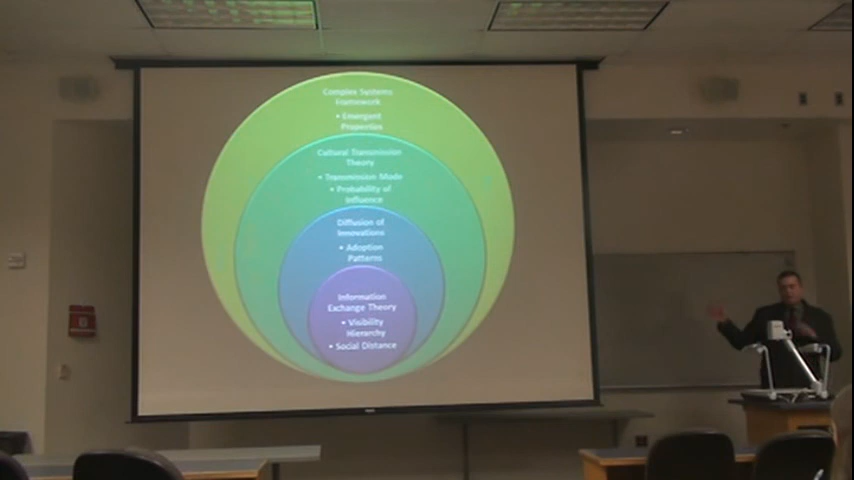 Complex Systems
Framework
• Emergent
Properties
Cultural Transmission
Theory
• Transmission Mode
• Probability of
Influence
Diffusion of
Innovations
• Adoption
Patterns
Information
Exchange Theory
• Visibility
Hierarchy
• Social Distance